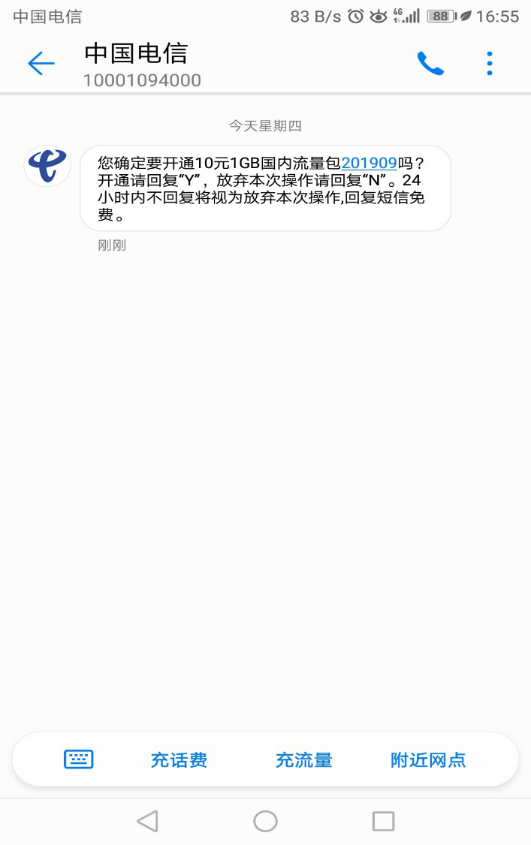 中国电信 83 B/s 4G 88 16:55
中国电信
10001094000
今天星期四
您确定要开通10元1GB国内流量包201909吗?
开通请回复“Y”，放弃本次操作请回复“N”。24
小时内不回复将视为放弃本次操作,回复短信免
费。
刚刚
充话费 充流量 附近网点